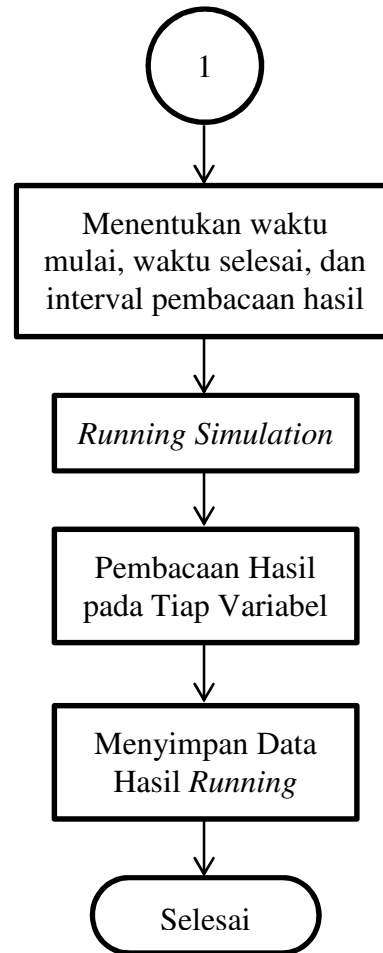 1
Menentukan waktu
mulai, waktu selesai, dan
interval pembacaan hasil
Running Simulation
Pembacaan Hasil
pada Tiap Variabel
Menyimpan Data
Hasil Running
Selesai